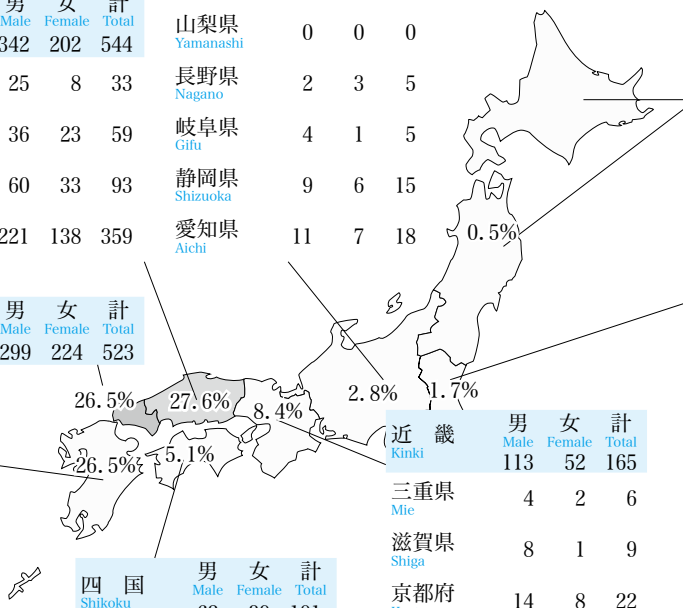 男 女 計
Male Female Total
342 202 544
25 8 33
36 23 59
60 33 93
221 138 359
山梨県 0 0 0
Yamanashi
長野県 2 3 5
Nagano
岐阜県 4 1 5
Gifu
静岡県 9 6 15
Shizuoka
愛知県 11 7 18
Aichi
0.5%
男 女 計
Male Female Total
299 224 523
26.5%
27.6%
8.4%
2.8%
1.7%
26.5%
5.1%
近 畿 男 女 計
Kinki Male Female Total
113 52 165
三重県 4 2 6
Mie
滋賀県 8 1 9
Shiga
京都府 14 8 22
四 国 男 女 計
Shikoku Male Female Total